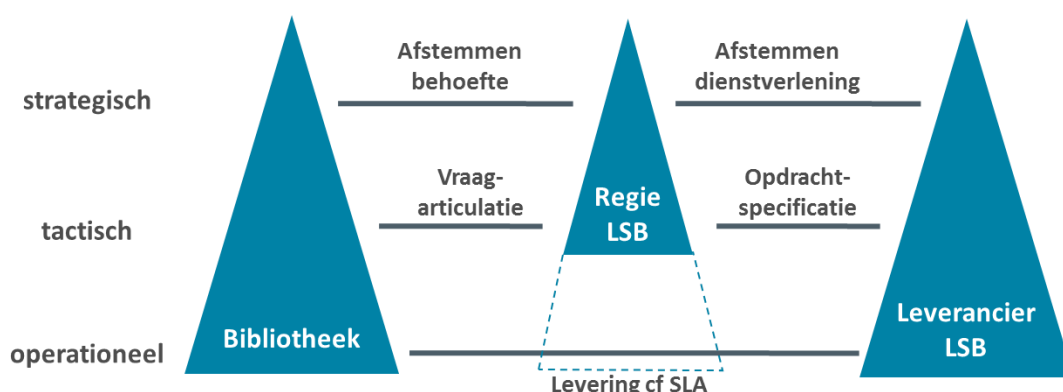 Afstemmen
behoefte
Afstemmen
dienstverlening
strategisch
Vraag-
articulatie
Regie
LSB
Opdracht-
specificatie
tactisch
Bibliotheek
Leverancier
LSB
operationeel
Levering cf SLA